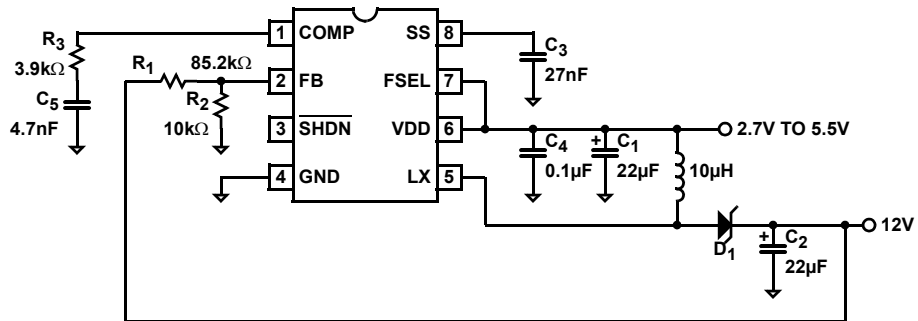 R3
3.9kΩ
C5
4.7nF
R1
85.2kΩ
R2
10kΩ
1 COMP
2 FB
3 SHDN
4 GND
SS 8
FSEL 7
VDD 6
LX 5
C3
27nF
C4
0.1µF
+ C1
22µF
10µH
2.7V TO 5.5V
D1
+ C2
22µF
12V